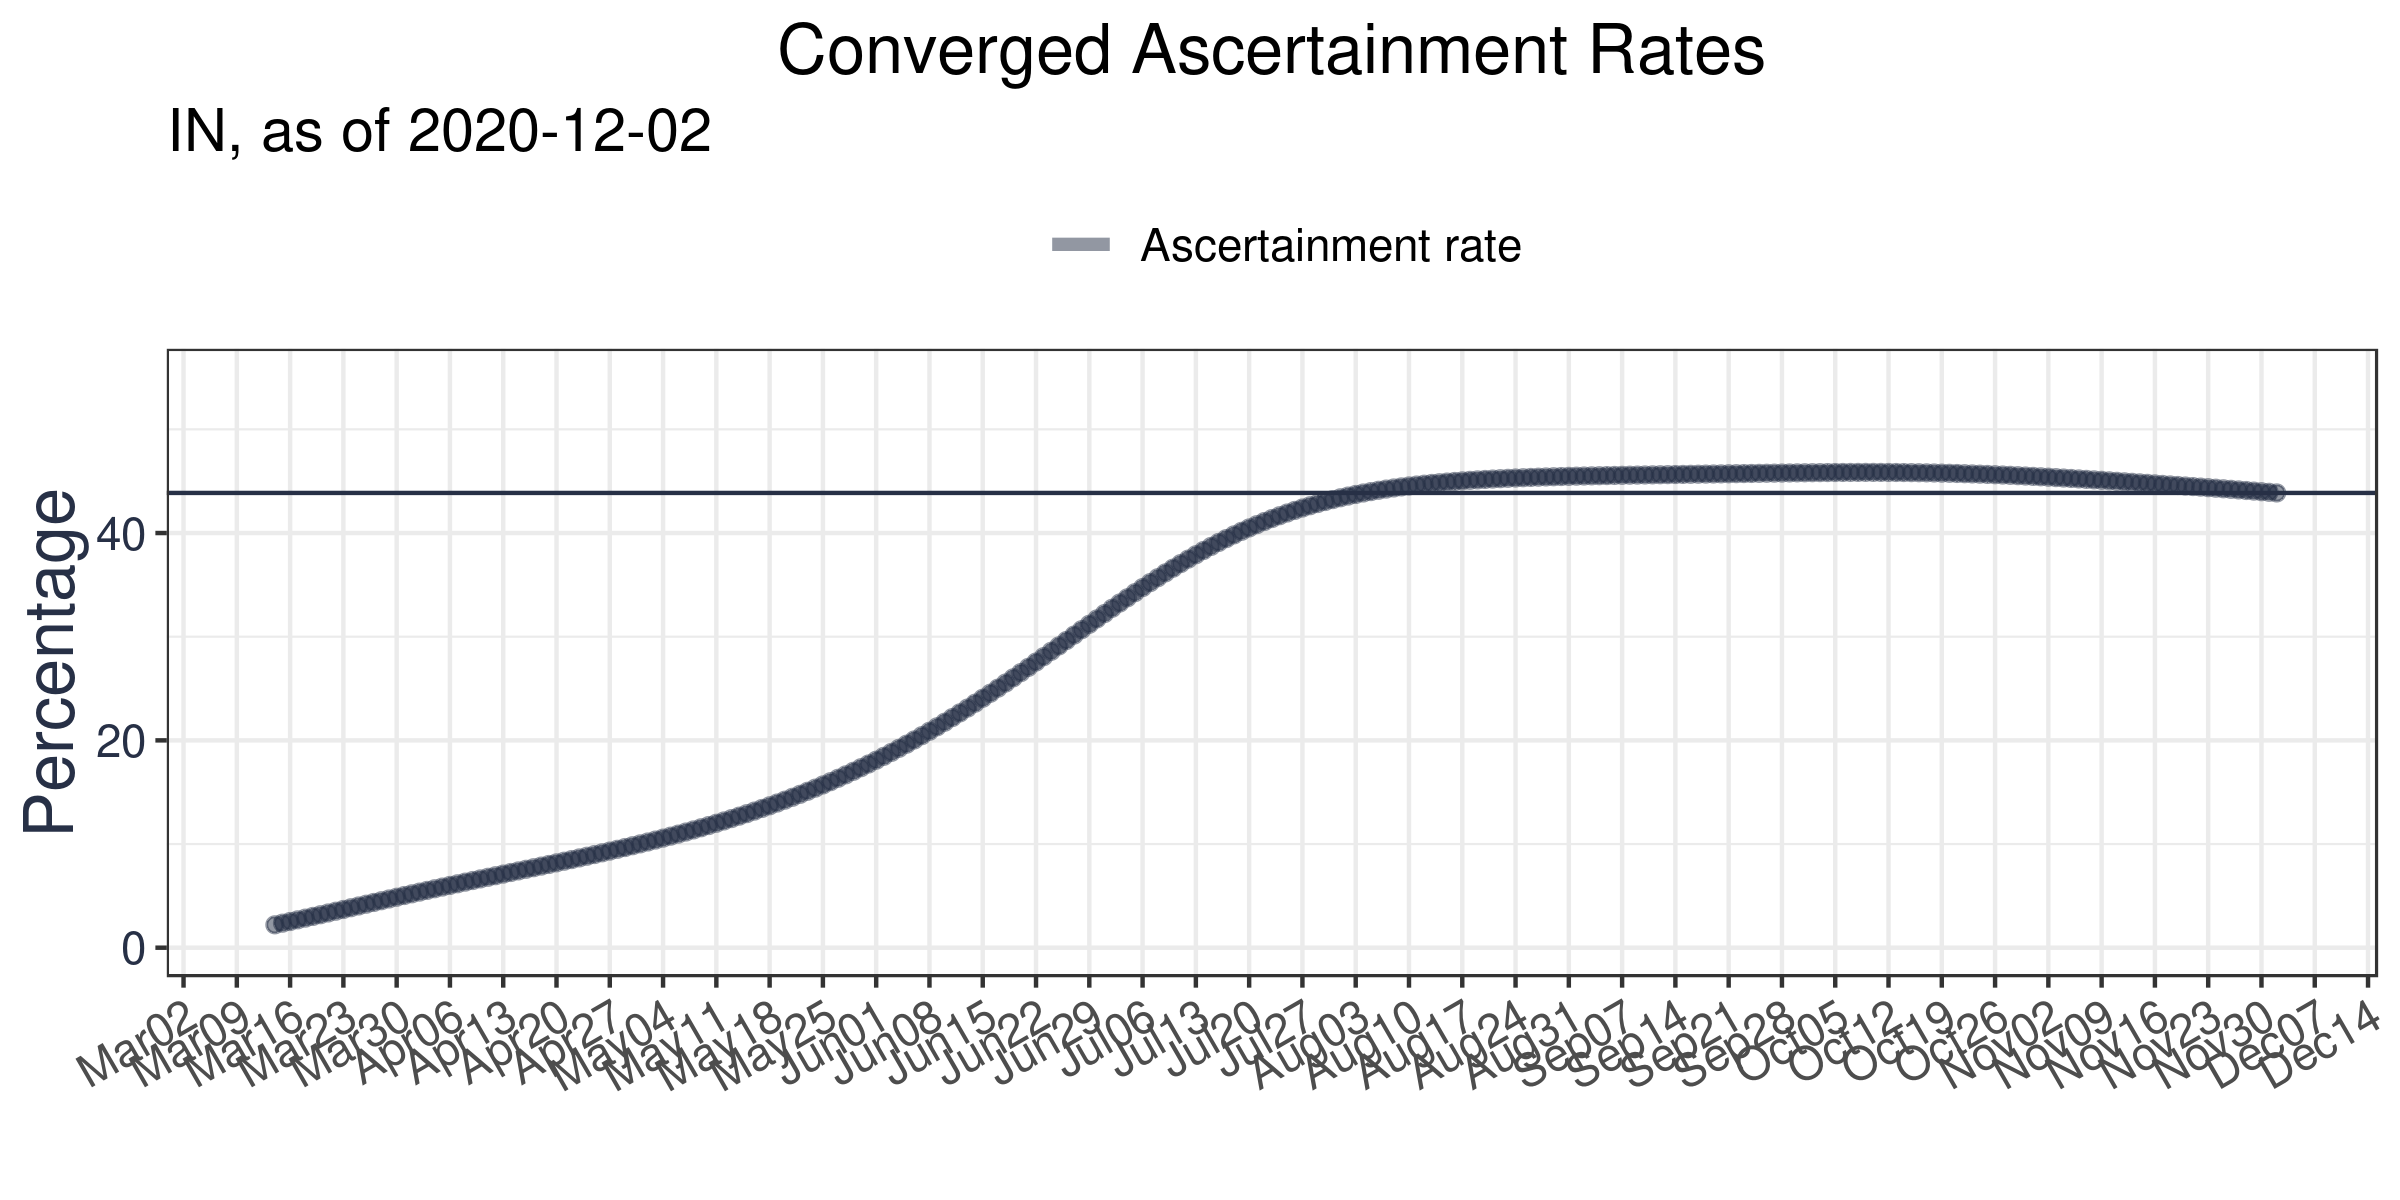 Converged Ascertainment Rates
IN, as of 2020-12-02
Ascertainment rate
Percentage
40
20
0
Mar02
Mar09
Mar16
Mar23
Mar30
Apr06
Apr13
Apr20
Apr27
May04
May11
May18
May25
Jun01
Jun08
Jun15
Jun22
Jun29
Jul06
Jul13
Jul20
Jul27
Aug03
Aug10
Aug17
Aug24
Aug31
Sep07
Sep14
Sep21
Sep28
Oct05
Oct12
Oct19
Oct26
Nov02
Nov09
Nov16
Nov23
Nov30
Dec07
Dec14